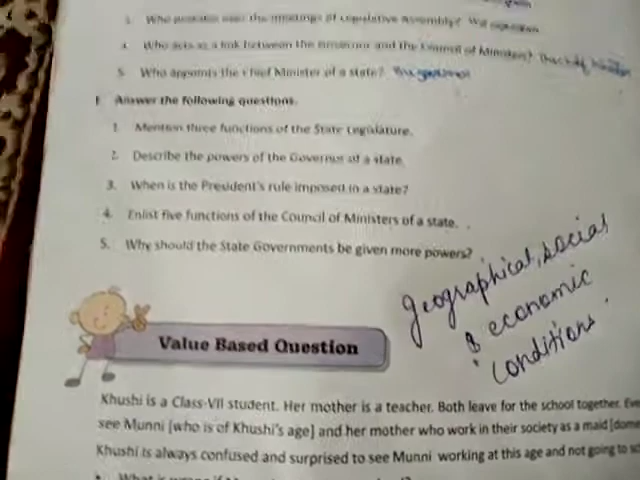 3. Who presides over the meetings of Legislative Assembly?
4. Who acts as a link between the Governor and the Council of Ministers?
5. Who appoints the Chief Minister of a state? The governor
F. Answer the following questions.
1. Mention three functions of the State Legislature.
2. Describe the powers of the Governor of a state.
3. When is the President's rule imposed in a state?
4. Enlist five functions of the Council of Ministers of a state.
5. Why should the State Governments be given more powers?
geographical, social
& economic
conditions.
Value Based Question
Khushi is a Class-VII student. Her mother is a teacher. Both leave for the school together.
see Munni [who is of Khushi's age] and her mother who work in their society as a maid
Khushi is always confused and surprised to see Munni working at this age and not going to